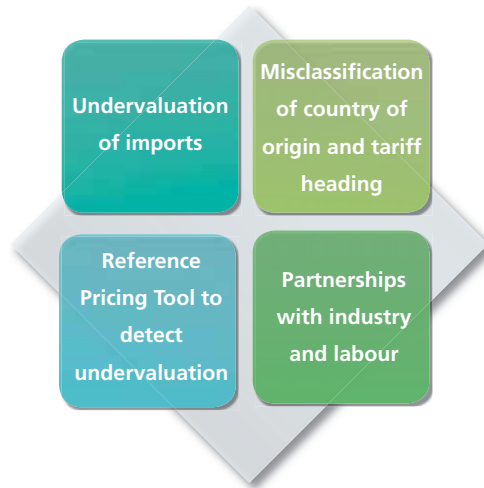 Undervaluation
of imports
Misclassification
of country of
origin and tariff
heading
Reference
Pricing Tool to
detect
undervaluation
Partnerships
with industry
and labour